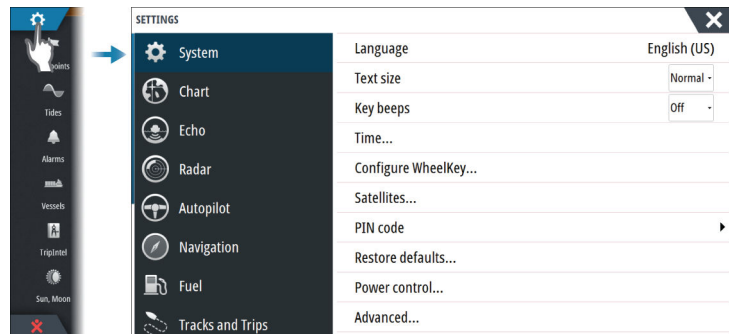 SETTINGS
oints
Tides
Alarms
Vessels
TripIntel
Sun, Moon
System
Chart
Echo
Radar
Autopilot
Navigation
Fuel
Tracks and Trips
Language English (US)
Text size Normal
Key beeps Off
Time...
Configure WheelKey...
Satellites...
PIN code
Restore defaults...
Power control...
Advanced...